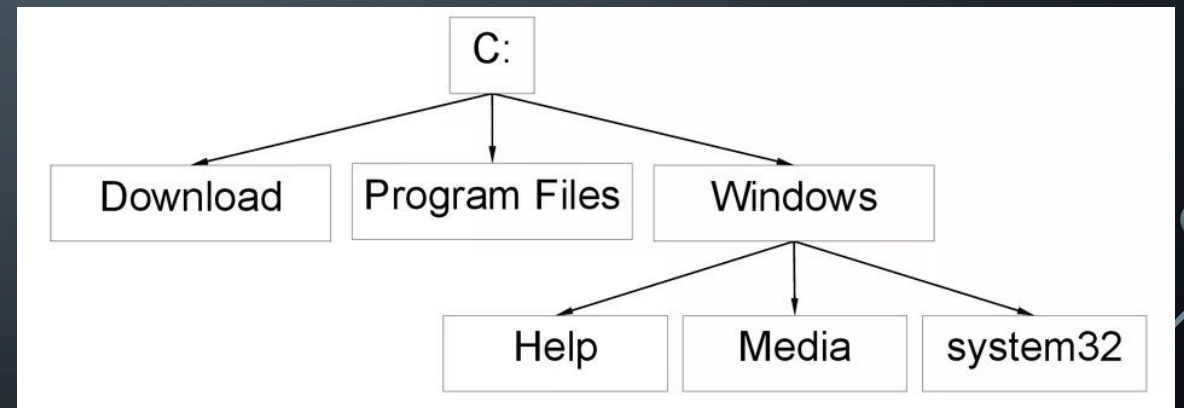 C:
Download
Program Files
Windows
Help
Media
system32